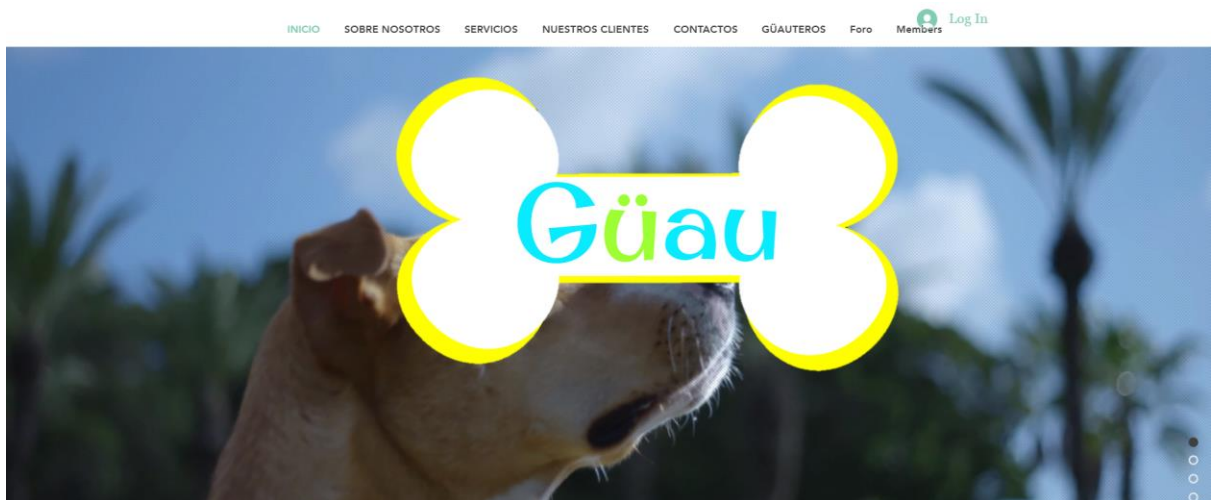 Log In
INICIO SOBRE NOSOTROS SERVICIOS NUESTROS CLIENTES CONTACTOS GÜAUTEROS Foro Members
Güau